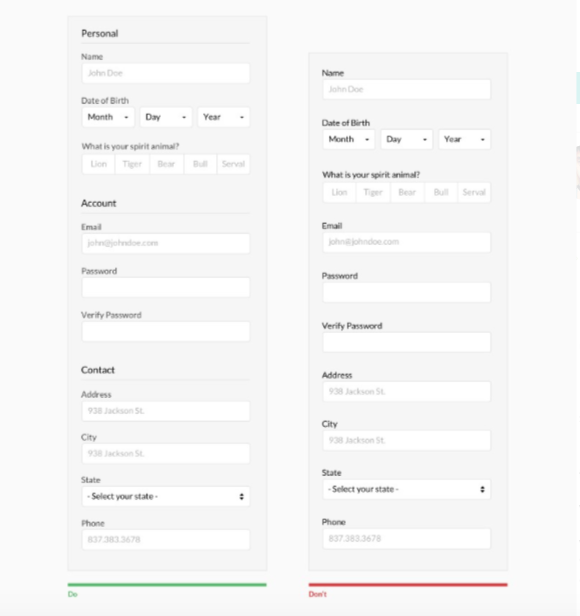 Personal
Name
John Doe
Date of Birth
Month Day Year
What is your spirit animal?
Lion Tiger Bear Bull Serval
Account
Email
john@johndoe.com
Password
Verify Password
Contact
Address
938 Jackson St.
City
938 Jackson St.
State
- Select your state -
Phone
837.383.3678
Do
Name
John Doe
Date of Birth
Month Day Year
What is your spirit animal?
Lion Tiger Bear Bull Serval
Email
john@johndoe.com
Password
Verify Password
Address
938 Jackson St.
City
938 Jackson St.
State
- Select your state -
Phone
837.383.3678
Don't